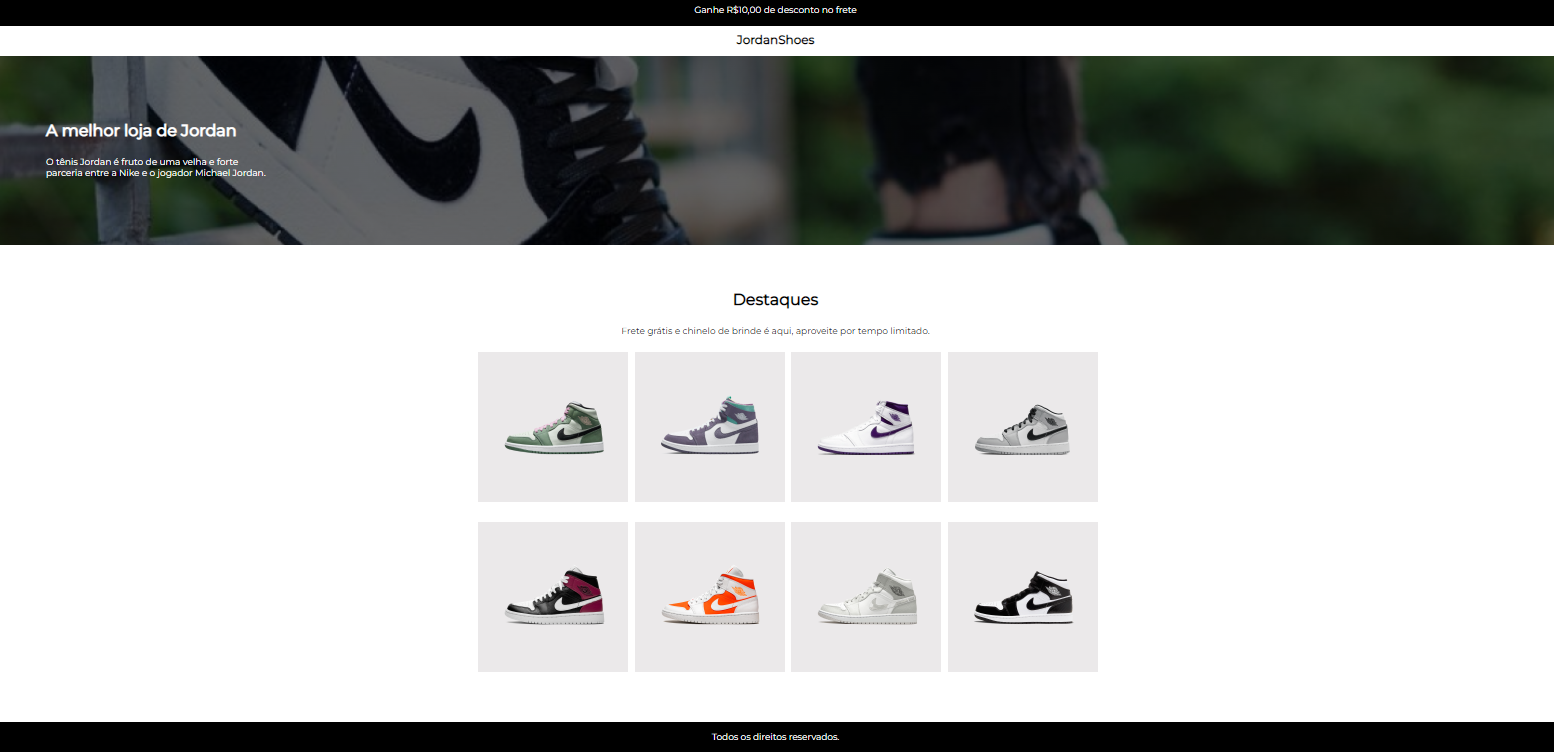 Ganhe R$10,00 de desconto no frete
JordanShoes
A melhor loja de Jordan
O tênis Jordan é fruto de uma velha e forte
parceria entre a Nike e o jogador Michael Jordan.
Destaques
Frete grátis e chinelo de brinde é aqui, aproveite por tempo limitado.
Todos os direitos reservados.